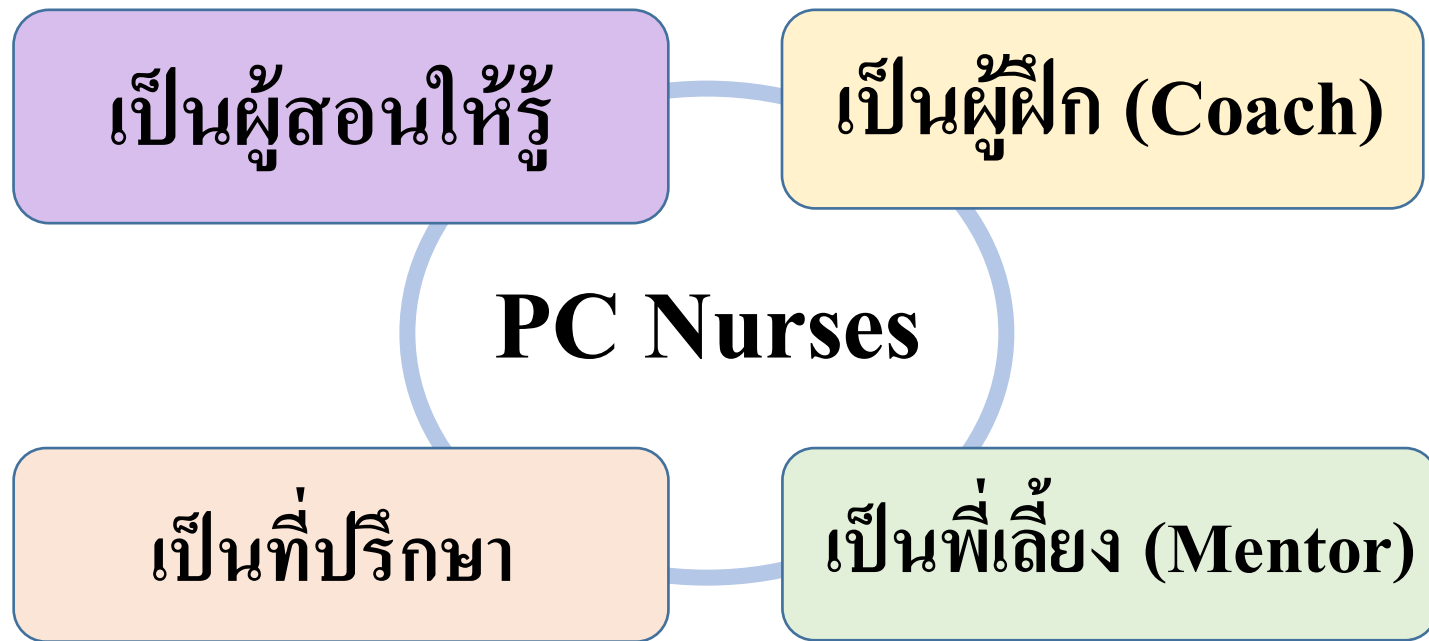 เป็นผู้สอนให้รู้
เป็นผู้ฝึก (Coach)
PC Nurses
เป็นที่ปรึกษา
เป็นพี่เลี้ยง (Mentor)